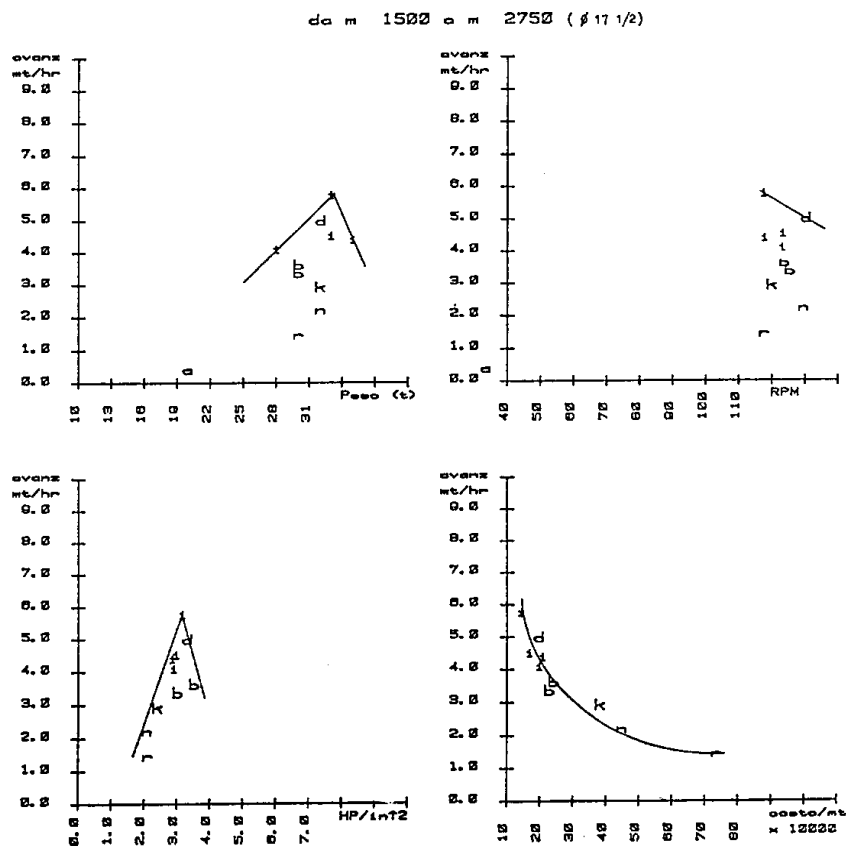 da m 1500 a m 2750 (ϕ 17 1/2)
avanz
mt/hr
9.0
8.0
7.0
6.0
5.0
4.0
3.0
2.0
1.0
0.0
i
d
i
i
i
b
b
k
n
n
a
10 13 16 19 22 25 28 31
Peso (t)
avanz
mt/hr
9.0
8.0
7.0
6.0
5.0
4.0
3.0
2.0
1.0
0.0
i
d
i
i
i
b
b
k
n
n
a
40 50 60 70 80 90 100 110
RPM
avanz
mt/hr
9.0
8.0
7.0
6.0
5.0
4.0
3.0
2.0
1.0
0.0
i
d
i
i
b
b
k
n
n
0.0 1.0 2.0 3.0 4.0 5.0 6.0 7.0
HP/in↑2
avanz
mt/hr
9.0
8.0
7.0
6.0
5.0
4.0
3.0
2.0
1.0
0.0
i
d
i
i
i
b
b
k
n
n
10 20 30 40 50 60 70 80
costo/mt
x 10000